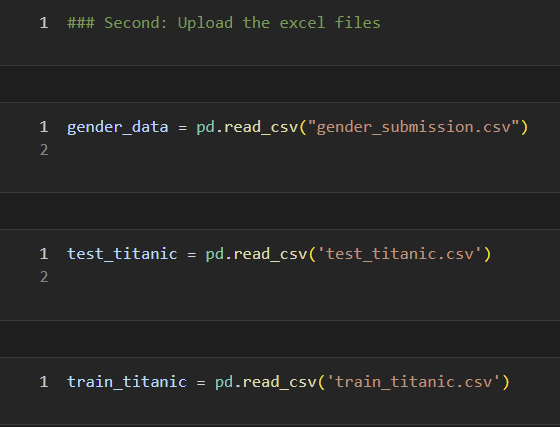 1 ### Second: Upload the excel files
1 gender_data = pd.read_csv("gender_submission.csv")
2
1 test_titanic = pd.read_csv('test_titanic.csv')
2
1 train_titanic = pd.read_csv('train_titanic.csv')